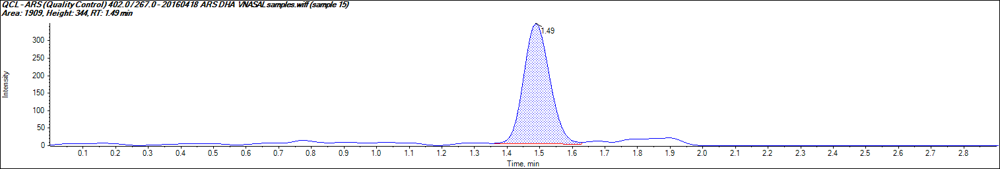 QCL - ARS (Quality Control) 402.0 / 267.0 - 20160418 ARS DHA VNASAL samples.wiff (sample 15)
Area: 1909, Height: 344, RT: 1.49 min
1.49
300
250
200
150
100
50
0
Intensity
0.1 0.2 0.3 0.4 0.5 0.6 0.7 0.8 0.9 1.0 1.1 1.2 1.3 1.4 1.5 1.6 1.7 1.8 1.9 2.0 2.1 2.2 2.3 2.4 2.5 2.6 2.7 2.8
Time, min